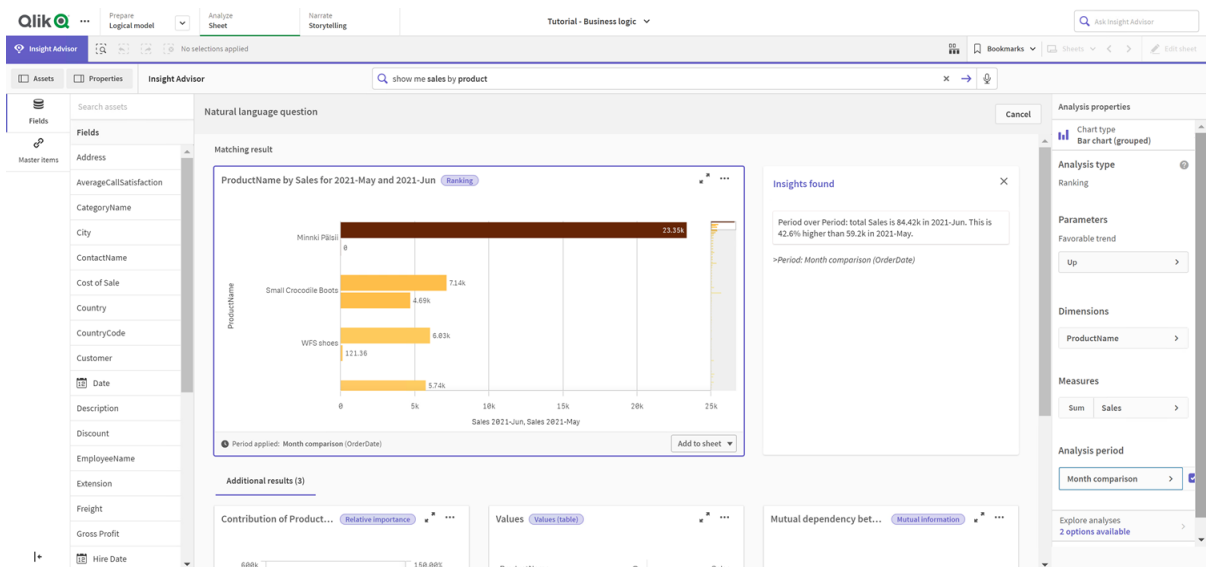 Qlik
Prepare
Logical model
Analyze
Sheet
Narrate
Storytelling
Tutorial - Business logic
Ask Insight Advisor
Insight Advisor
No selections applied
Bookmarks
Sheets
Edit sheet
Assets
Properties
Insight Advisor
show me sales by product
Fields
Master items
Search assets
Fields
Address
AverageCallSatisfaction
CategoryName
City
ContactName
Cost of Sale
Country
CountryCode
Customer
Date
Description
Discount
EmployeeName
Extension
Freight
Gross Profit
Hire Date
Natural language question
Cancel
Matching result
ProductName by Sales for 2021-May and 2021-Jun Ranking
ProductName
Minnki Pälsii
23.35k
0
Small Crocodile Boots
7.14k
4.69k
WFS shoes
6.03k
121.36
5.74k
0 5k 10k 15k 20k 25k
Sales 2021-Jun, Sales 2021-May
Period applied: Month comparison (OrderDate)
Add to sheet
Insights found
Period over Period: total Sales is 84.42k in 2021-Jun. This is
42.6% higher than 59.2k in 2021-May.
>Period: Month comparison (OrderDate)
Additional results (3)
Contribution of Product... Relative importance
600k 150.00%
Values Values (table)
Mutual dependency bet... Mutual information
Analysis properties
Chart type
Bar chart (grouped)
Analysis type
Ranking
Parameters
Favorable trend
Up
Dimensions
ProductName
Measures
Sum Sales
Analysis period
Month comparison
Explore analyses
2 options available